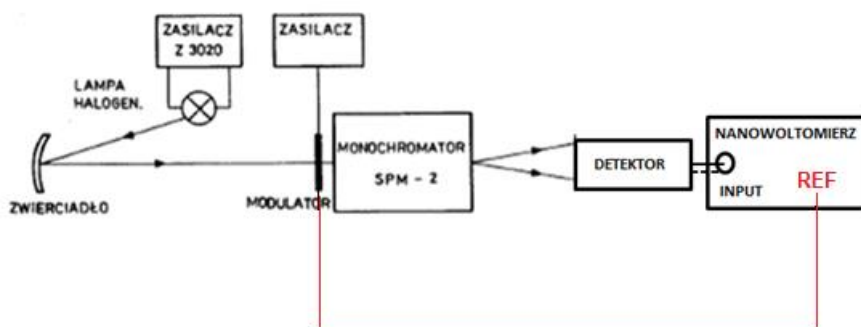 ZASILACZ
Z 3020
ZASILACZ
LAMPA
HALOGEN.
ZWIERCIADŁO
MODULATOR
MONOCHROMATOR
SPM - 2
DETEKTOR
NANOWOLTOMIERZ
INPUT
REF